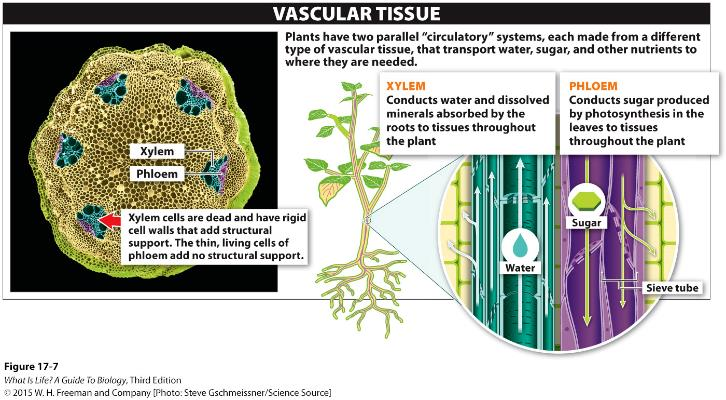 VASCULAR TISSUE
Plants have two parallel “circulatory” systems, each made from a different
type of vascular tissue, that transport water, sugar, and other nutrients to
where they are needed.
XYLEM
Conducts water and dissolved
minerals absorbed by the
roots to tissues throughout
the plant
PHLOEM
Conducts sugar produced
by photosynthesis in the
leaves to tissues
throughout the plant
Xylem
Phloem
Xylem cells are dead and have rigid
cell walls that add structural
support. The thin, living cells of
phloem add no structural support.
Sugar
Water
Sieve tube
Figure 17-7
What Is Life? A Guide To Biology, Third Edition
© 2015 W. H. Freeman and Company [Photo: Steve Gschmeissner/Science Source]